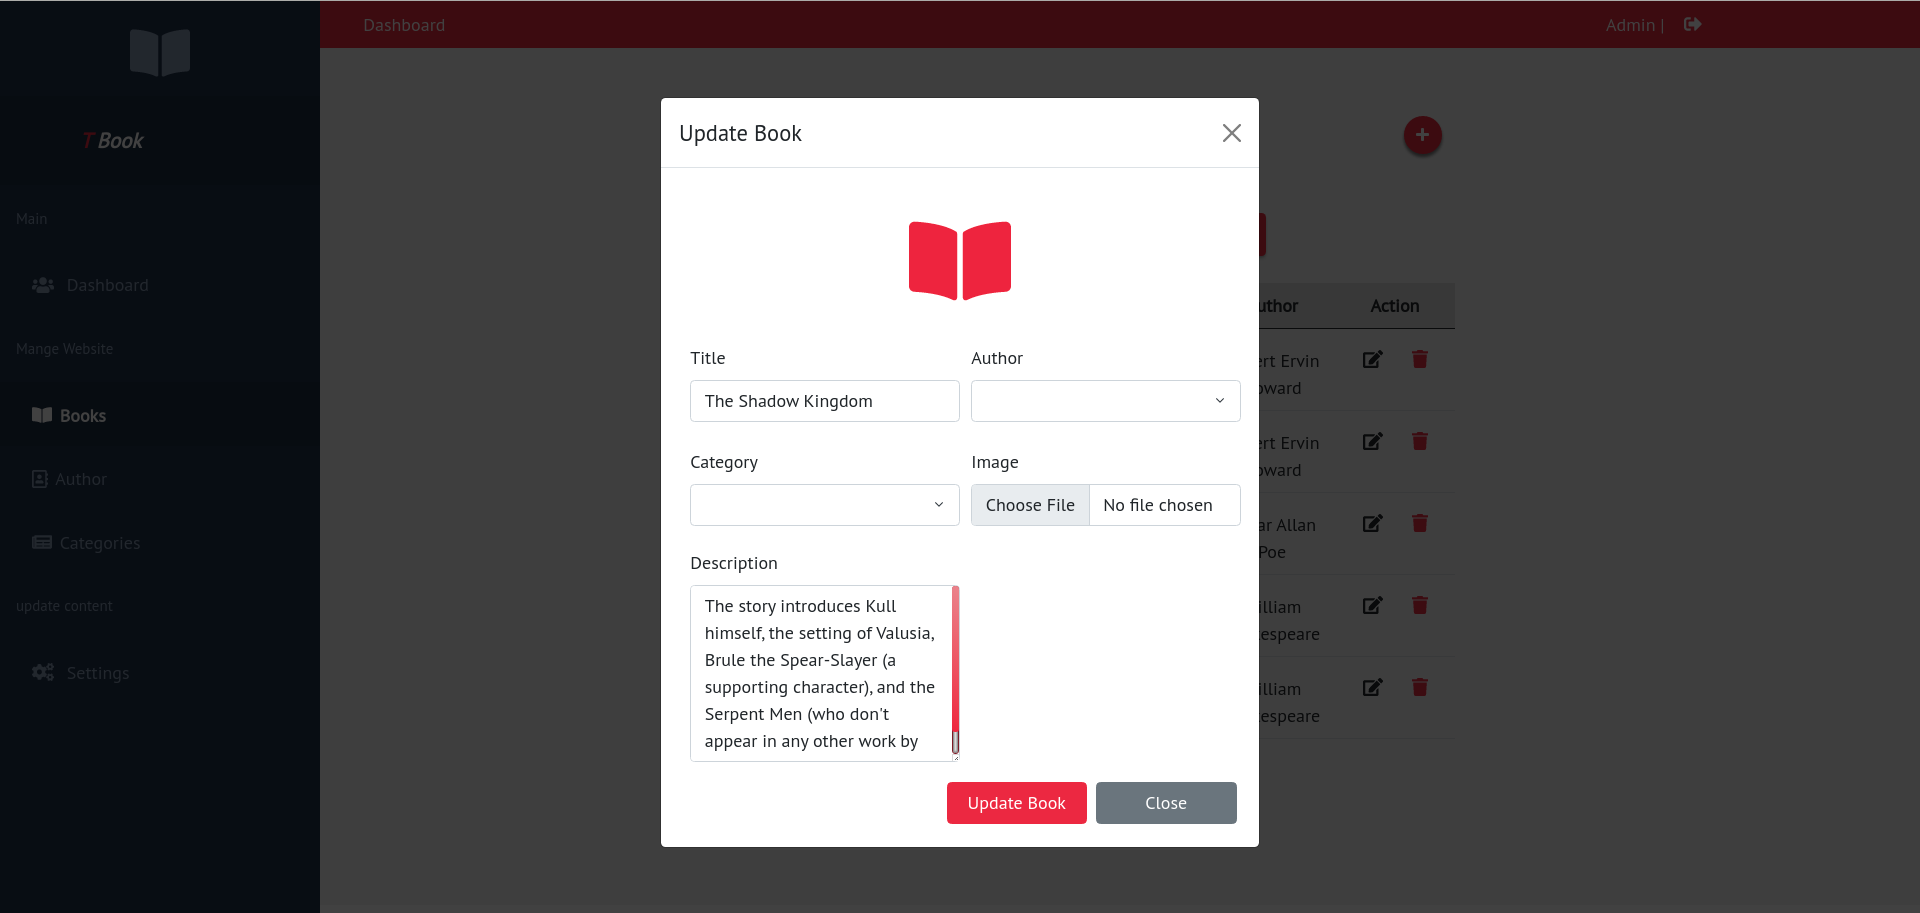 Dashboard
Admin |
T Book
Main
Dashboard
Mange Website
Books
Author
Categories
update content
Settings
Update Book
Title
Author
The Shadow Kingdom
Category
Image
Choose File
No file chosen
Description
The story introduces Kull
himself, the setting of Valusia,
Brule the Spear-Slayer (a
supporting character), and the
Serpent Men (who don't
appear in any other work by
Update Book
Close
uthor
Action
ert Ervin
oward
ert Ervin
oward
ar Allan
Poe
illiam
espeare
illiam
espeare